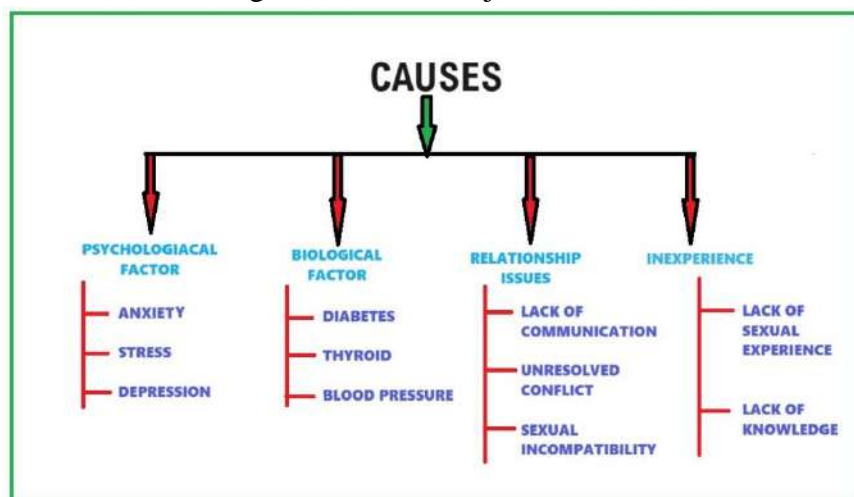 CAUSES
PSYCHOLOGIACAL
FACTOR
ANXIETY
STRESS
DEPRESSION
BIOLOGICAL
FACTOR
DIABETES
THYROID
BLOOD PRESSURE
RELATIONSHIP
ISSUES
LACK OF
COMMUNICATION
UNRESOLVED
CONFLICT
SEXUAL
INCOMPATIBILITY
INEXPERIENCE
LACK OF
SEXUAL
EXPERIENCE
LACK OF
KNOWLEDGE